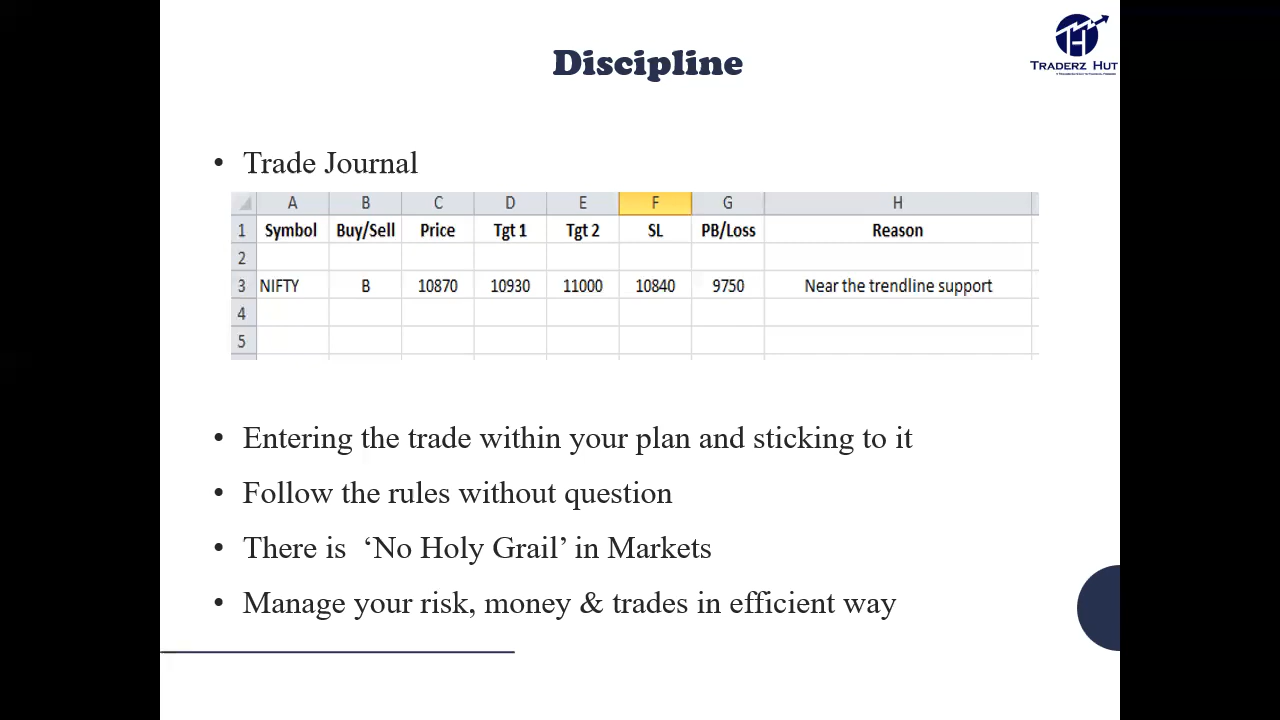 Discipline
TRADERZ HUT
• Trade Journal
A B C D E F G H
1 Symbol Buy/Sell Price Tgt 1 Tgt 2 SL PB/Loss Reason
2
3 NIFTY B 10870 10930 11000 10840 9750 Near the trendline support
4
5
• Entering the trade within your plan and sticking to it
• Follow the rules without question
• There is ‘No Holy Grail’ in Markets
• Manage your risk, money & trades in efficient way